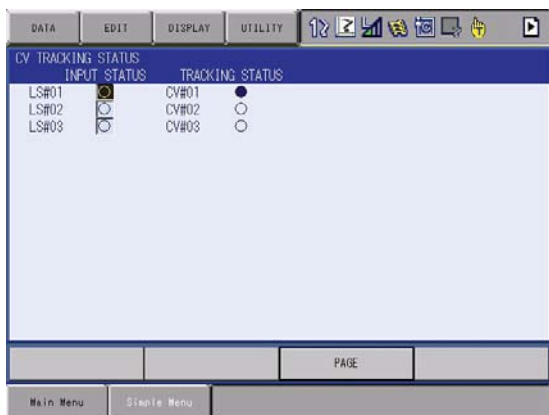 DATA EDIT DISPLAY UTILITY
CV TRACKING STATUS
INPUT STATUS TRACKING STATUS
LS#01 CV#01
LS#02 CV#02
LS#03 CV#03
PAGE
Main Menu Simple Menu